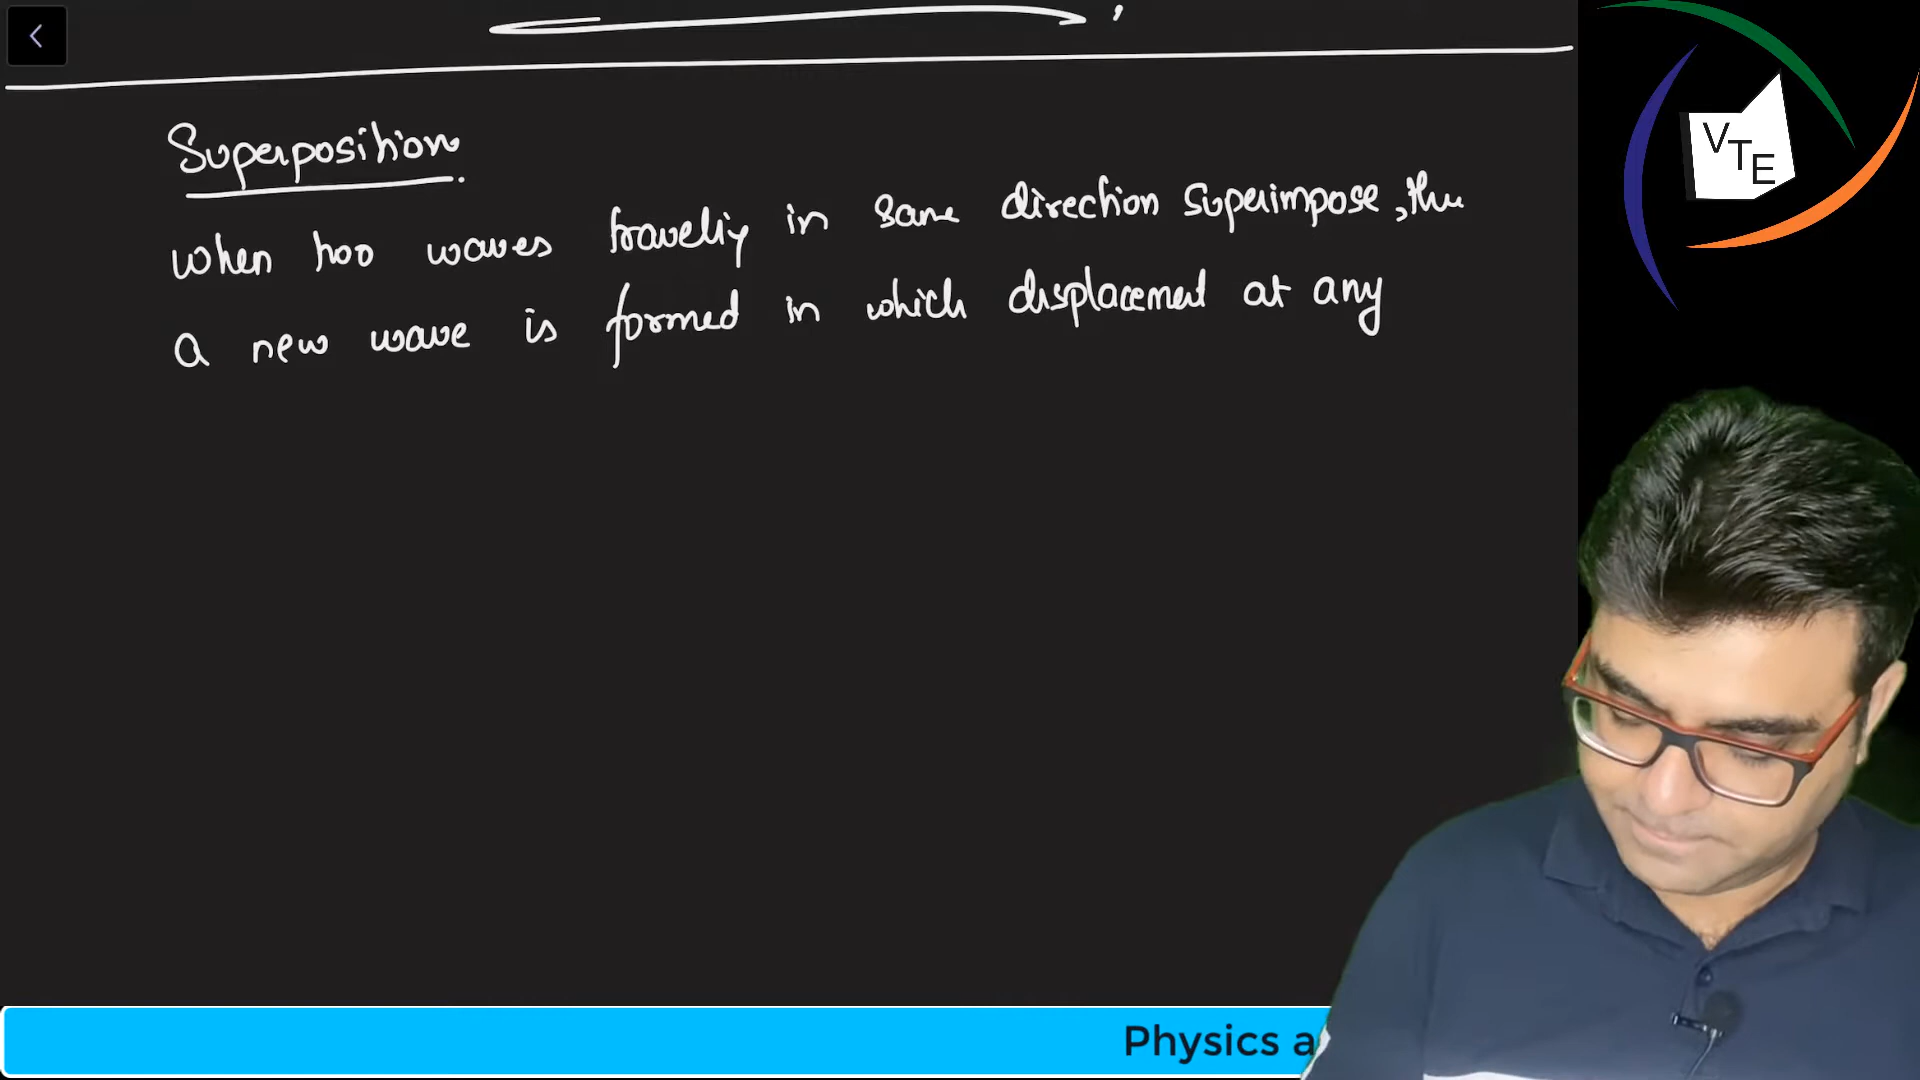 Superposition
When two waves traveling in same direction superimpose, then
a new wave is formed in which displacement at any
VTE
Physics a